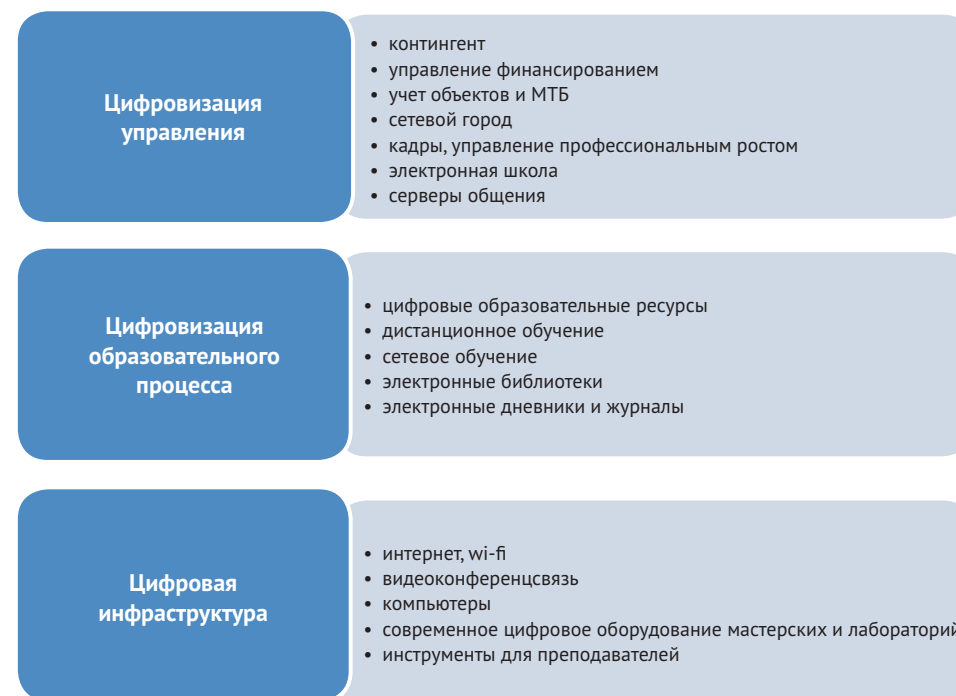 Цифровизация
управления
• контингент
• управление финансированием
• учет объектов и МТБ
• сетевой город
• кадры, управление профессиональным ростом
• электронная школа
• серверы общения
Цифровизация
образовательного
процесса
• цифровые образовательные ресурсы
• дистанционное обучение
• сетевое обучение
• электронные библиотеки
• электронные дневники и журналы
Цифровая
инфраструктура
• интернет, wi-fi
• видеоконференцсвязь
• компьютеры
• современное цифровое оборудование мастерских и лабораторий
• инструменты для преподавателей